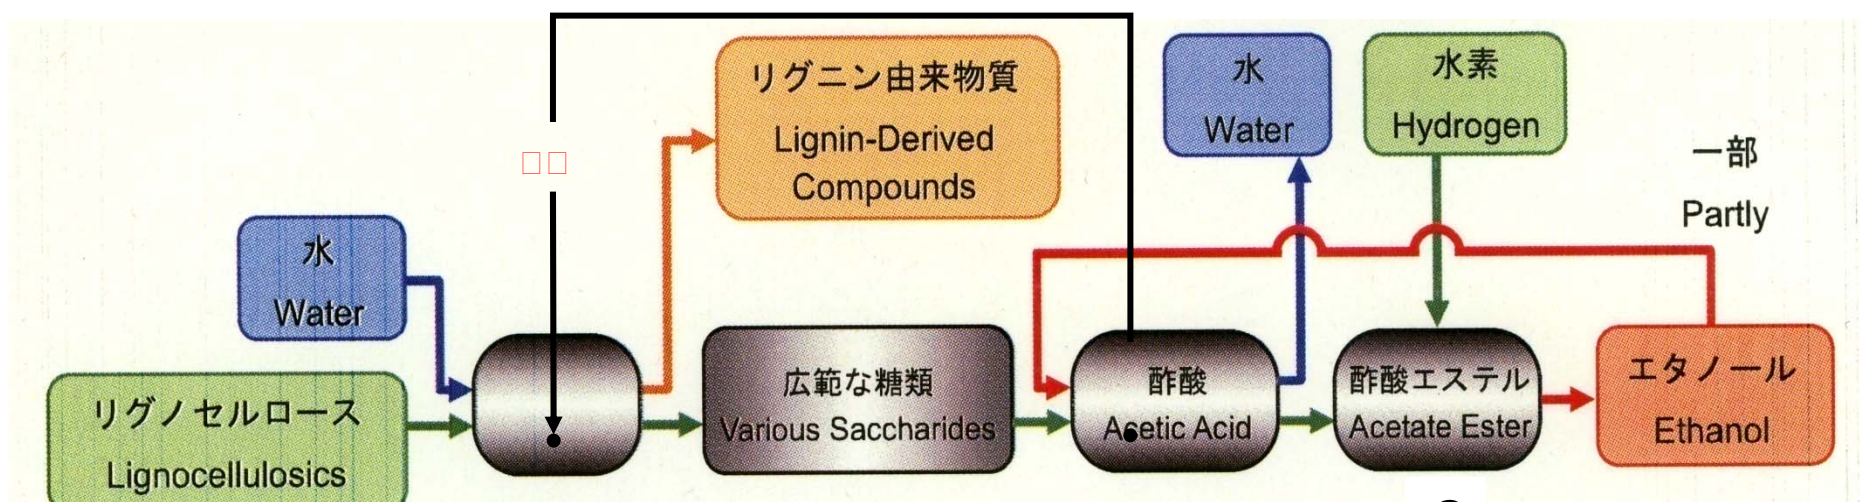 リグニン由来物質
Lignin-Derived
Compounds
水
Water
水素
Hydrogen
一部
Partly
水
Water
リグノセルロース
Lignocellulosics
広範な糖類
Various Saccharides
酢酸
Acetic Acid
酢酸エステル
Acetate Ester
エタノール
Ethanol